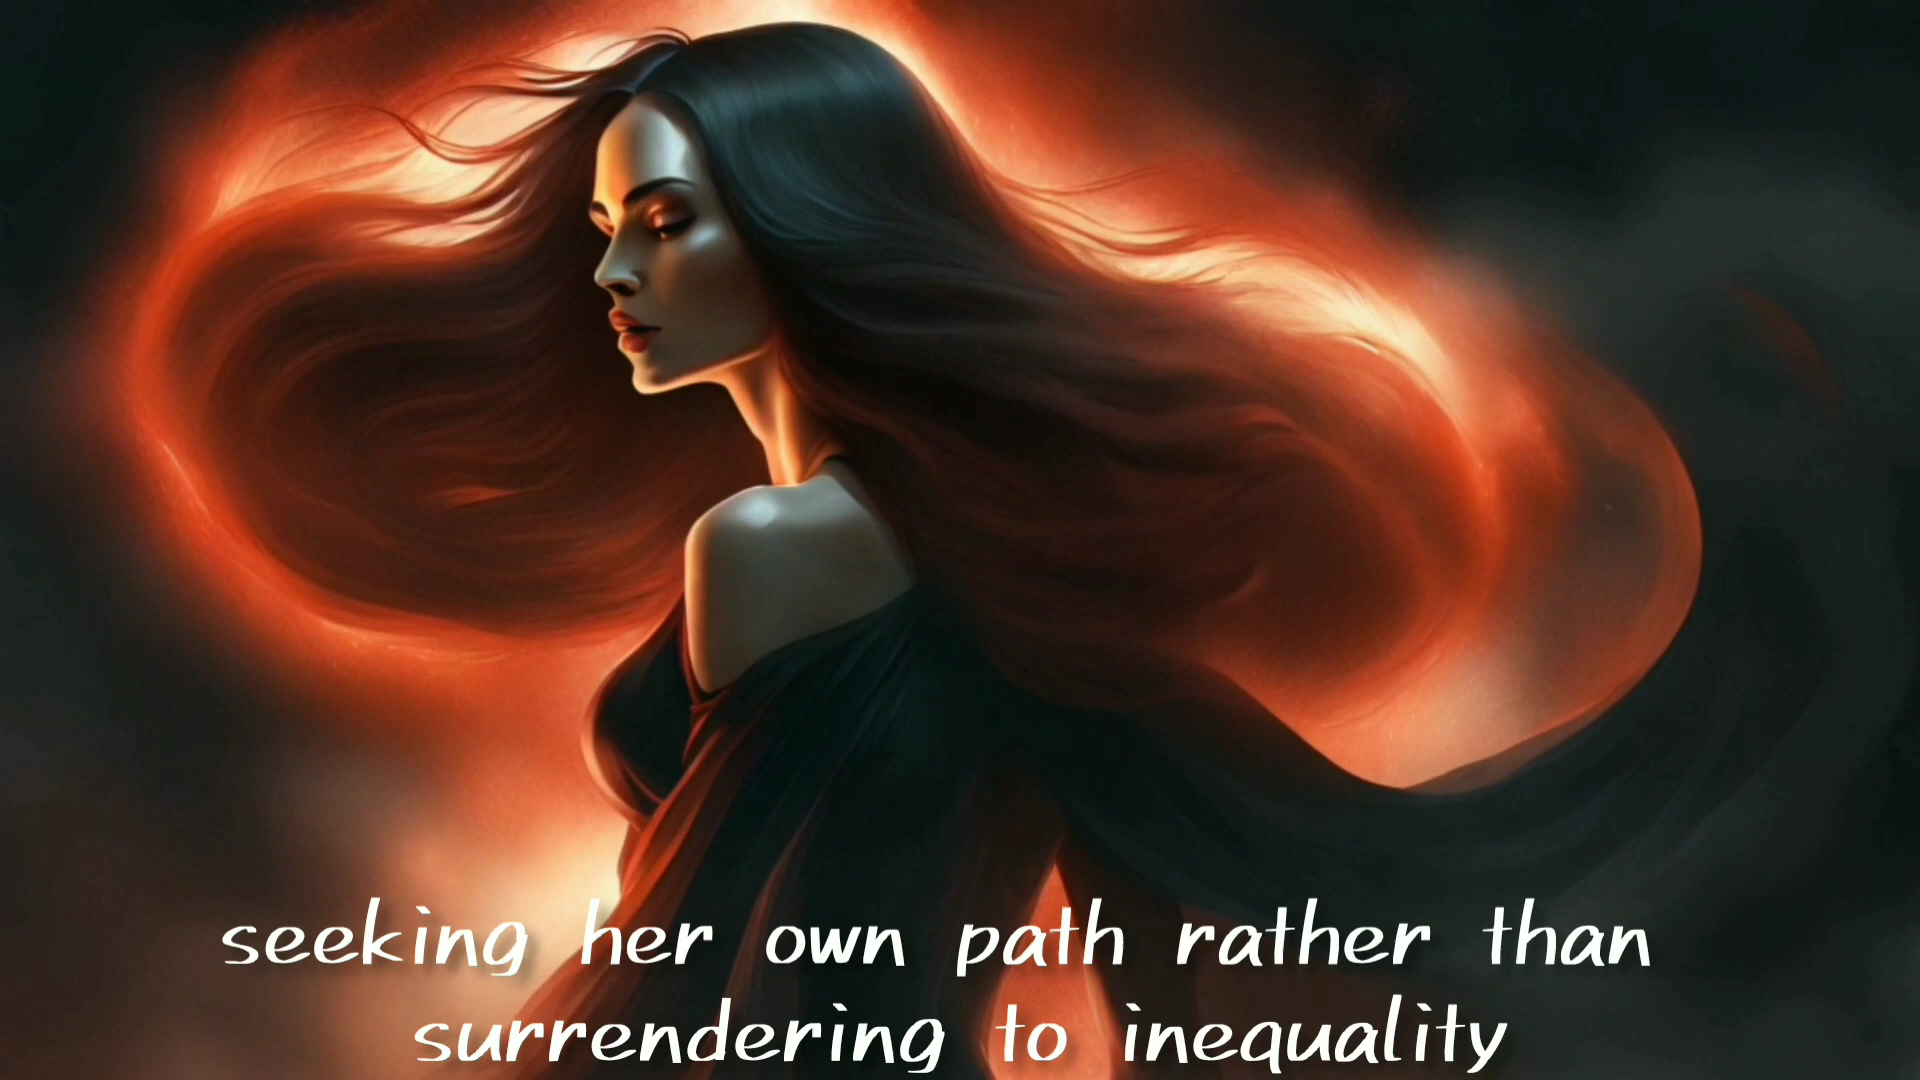 seeking her own path rather than
surrendering to inequality